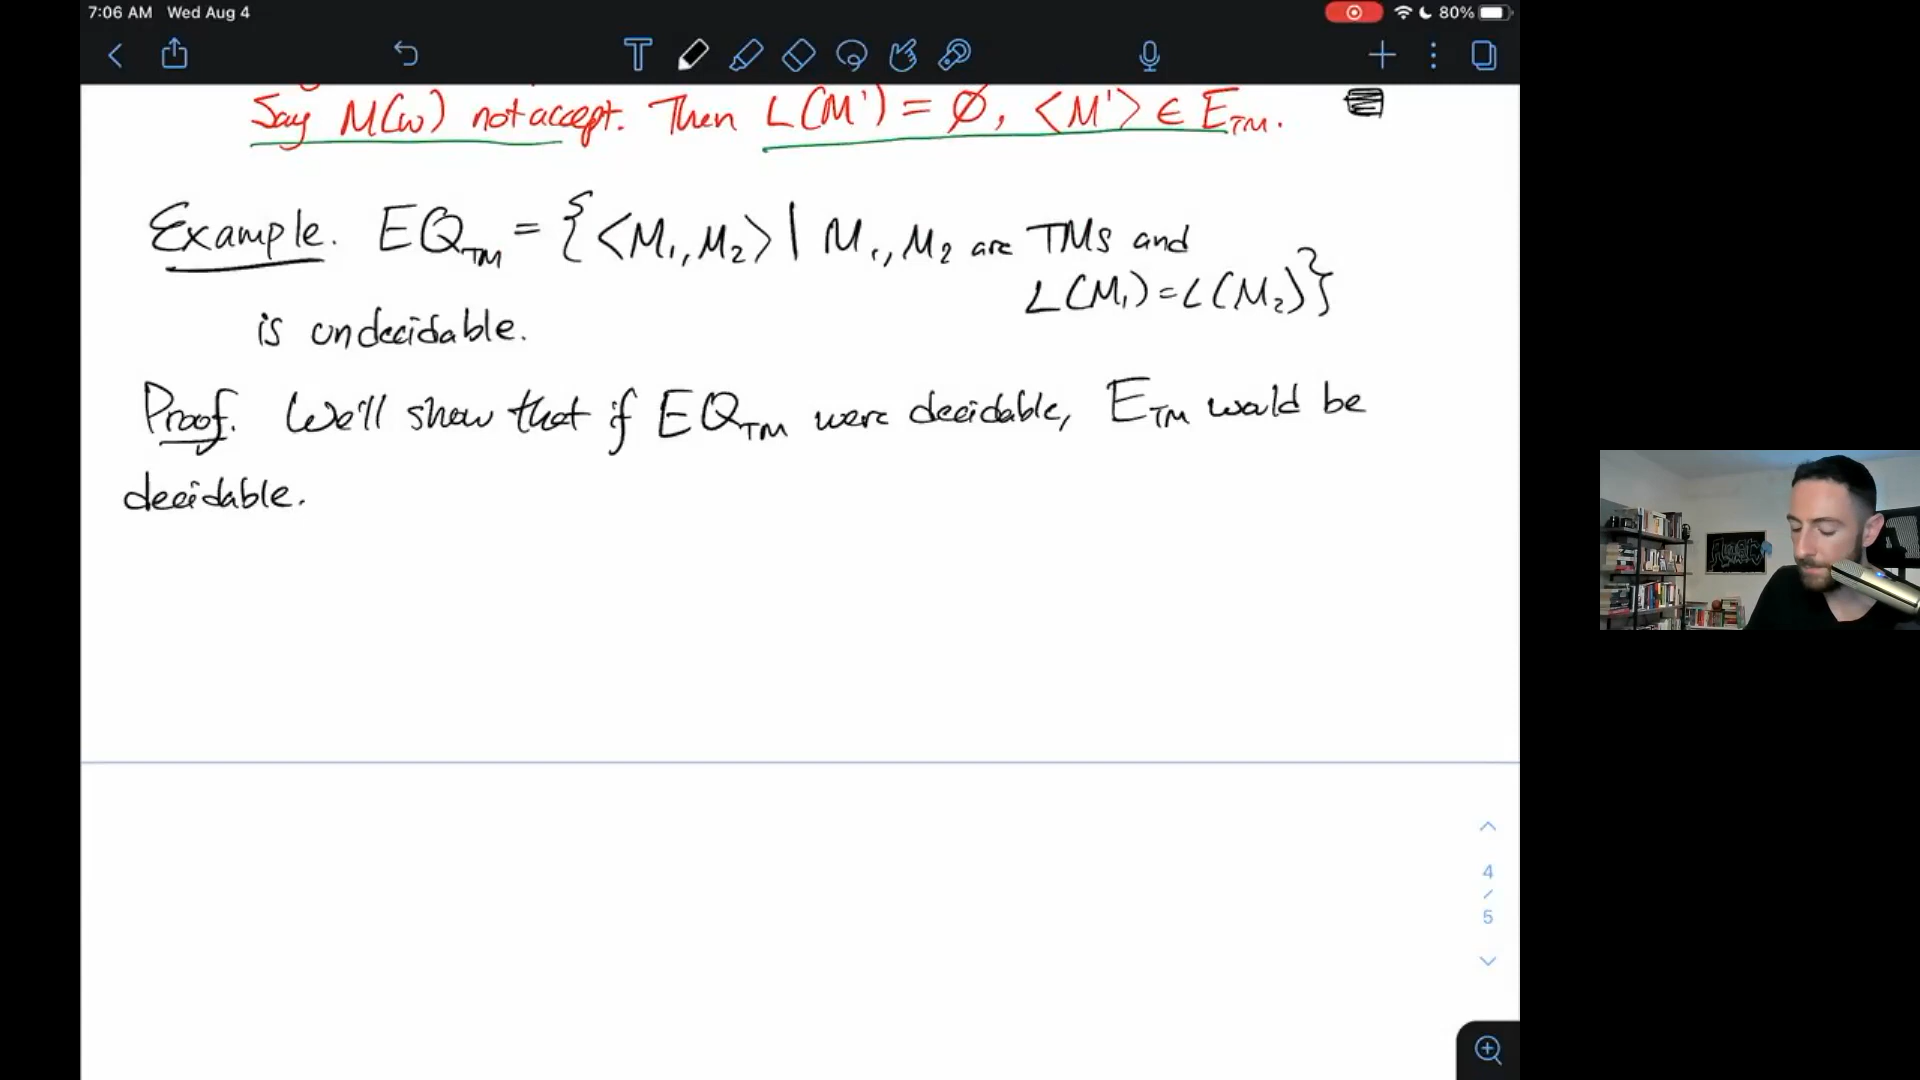 7:06 AM Wed Aug 4
80%
Say M(w) not accept. Then L(M') = ∅, <M'> ∈ E_TM.
Example. EQ_TM = {<M₁, M₂> | M₁, M₂ are TMs and
L(M₁) = L(M₂)}
is undecidable.
Proof. We'll show that if EQ_TM were decidable, E_TM would be
decidable.
4
/
5